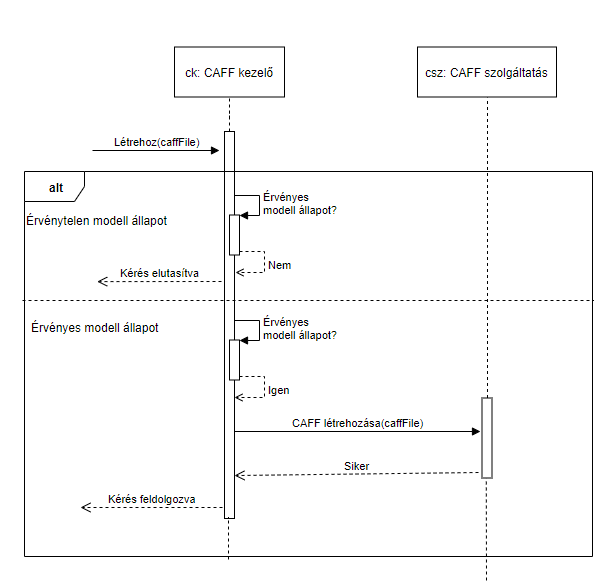 ck: CAFF kezelő
csz: CAFF szolgáltatás
Létrehoz(caffFile)
alt
Érvénytelen modell állapot
Érvényes
modell állapot?
Nem
Kérés elutasítva
Érvényes modell állapot
Érvényes
modell állapot?
Igen
CAFF létrehozása(caffFile)
Siker
Kérés feldolgozva